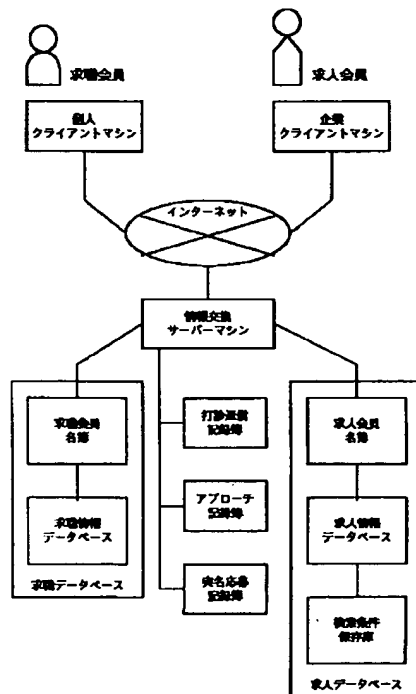 求職会員
求人会員
個人
クライアントマシン
企業
クライアントマシン
インターネット
情報交換
サーバーマシン
求職会員
名簿
打診返信
記録簿
求人会員
名簿
求職情報
データベース
アプローチ
記録簿
求人情報
データベース
求職データベース
実名応募
記録簿
検索条件
保存庫
求人データベース